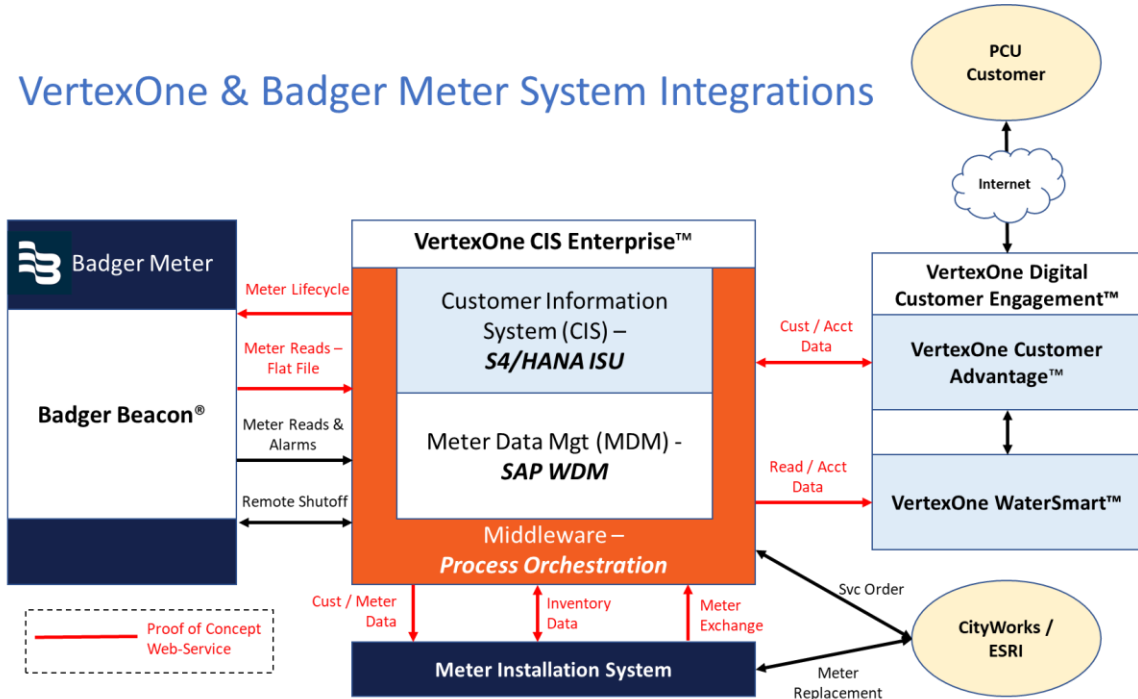 VertexOne & Badger Meter System Integrations
PCU
Customer
Internet
Badger Meter
Badger Beacon®
Meter Lifecycle
Meter Reads –
Flat File
Meter Reads &
Alarms
Remote Shutoff
VertexOne CIS Enterprise™
Customer Information
System (CIS) –
S4/HANA ISU
Meter Data Mgt (MDM) -
SAP WDM
Middleware –
Process Orchestration
Cust / Acct
Data
Read / Acct
Data
VertexOne Digital
Customer Engagement™
VertexOne Customer
Advantage™
VertexOne WaterSmart™
Proof of Concept
Web-Service
Cust / Meter
Data
Inventory
Data
Meter
Exchange
Meter Installation System
Svc Order
Meter
Replacement
CityWorks /
ESRI